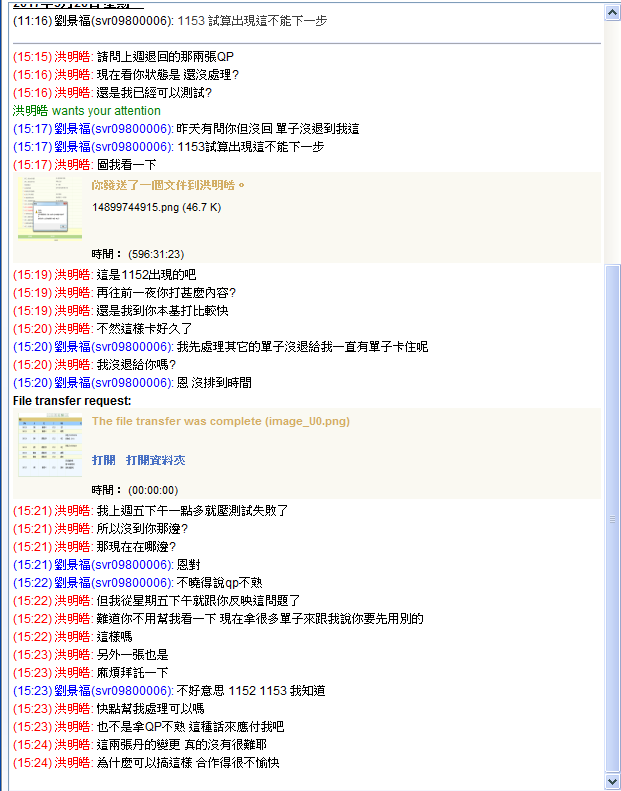 (11:16) 劉景福(svr09800006): 1153 試算出現這不能下一步
(15:15) 洪明皓: 請問上週退回的那兩張QP
(15:16) 洪明皓: 現在看你狀態是 還沒處理?
(15:16) 洪明皓: 還是我已經可以測試?
洪明皓 wants your attention
(15:17) 劉景福(svr09800006): 昨天有問你但沒回 單子沒退到我這
(15:17) 劉景福(svr09800006): 1153試算出現這不能下一步
(15:17) 洪明皓: 圖我看一下
你發送了一個文件到洪明皓。
14899744915.png (46.7 K)
時間： (596:31:23)
(15:19) 洪明皓: 這是1152出現的吧
(15:19) 洪明皓: 再往前一夜你打甚麼內容?
(15:19) 洪明皓: 還是我到你本基打比較快
(15:20) 洪明皓: 不然這樣卡好久了
(15:20) 劉景福(svr09800006): 我先處理其它的單子沒退給我一直有單子卡住呢
(15:20) 洪明皓: 我沒退給你嗎?
(15:20) 劉景福(svr09800006): 恩 沒排到時間
File transfer request:
The file transfer was complete (image_U0.png)
打開 打開資料夾
時間： (00:00:00)
(15:21) 洪明皓: 我上週五下午一點多就壓測試失敗了
(15:21) 洪明皓: 所以沒到你那邊?
(15:21) 洪明皓: 那現在在哪邊?
(15:21) 劉景福(svr09800006): 恩對
(15:22) 劉景福(svr09800006): 不曉得說qp不熟
(15:22) 洪明皓: 但我從星期五下午就跟你反映這問題了
(15:22) 洪明皓: 難道你不用幫我看一下 現在拿很多單子來跟我說你要先用別的
(15:22) 洪明皓: 這樣嗎
(15:23) 洪明皓: 另外一張也是
(15:23) 洪明皓: 麻煩拜託一下
(15:23) 劉景福(svr09800006): 不好意思 1152 1153 我知道
(15:23) 洪明皓: 快點幫我處理可以嗎
(15:23) 洪明皓: 也不是拿QP不熟 這種話來應付我吧
(15:24) 洪明皓: 這兩張丹的變更 真的沒有很難耶
(15:24) 洪明皓: 為什麼可以搞這樣 合作得很不愉快